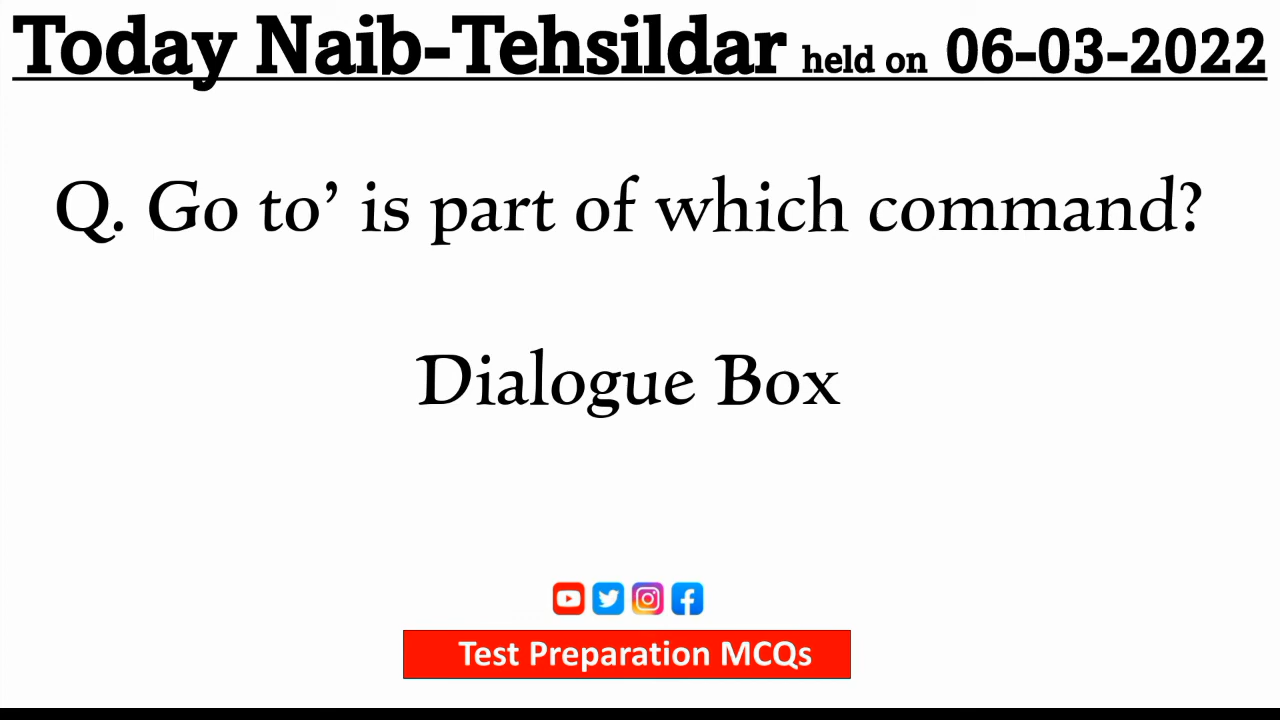 Today Naib-Tehsildar held on 06-03-2022
Q. Go to’ is part of which command?
Dialogue Box
Test Preparation MCQs